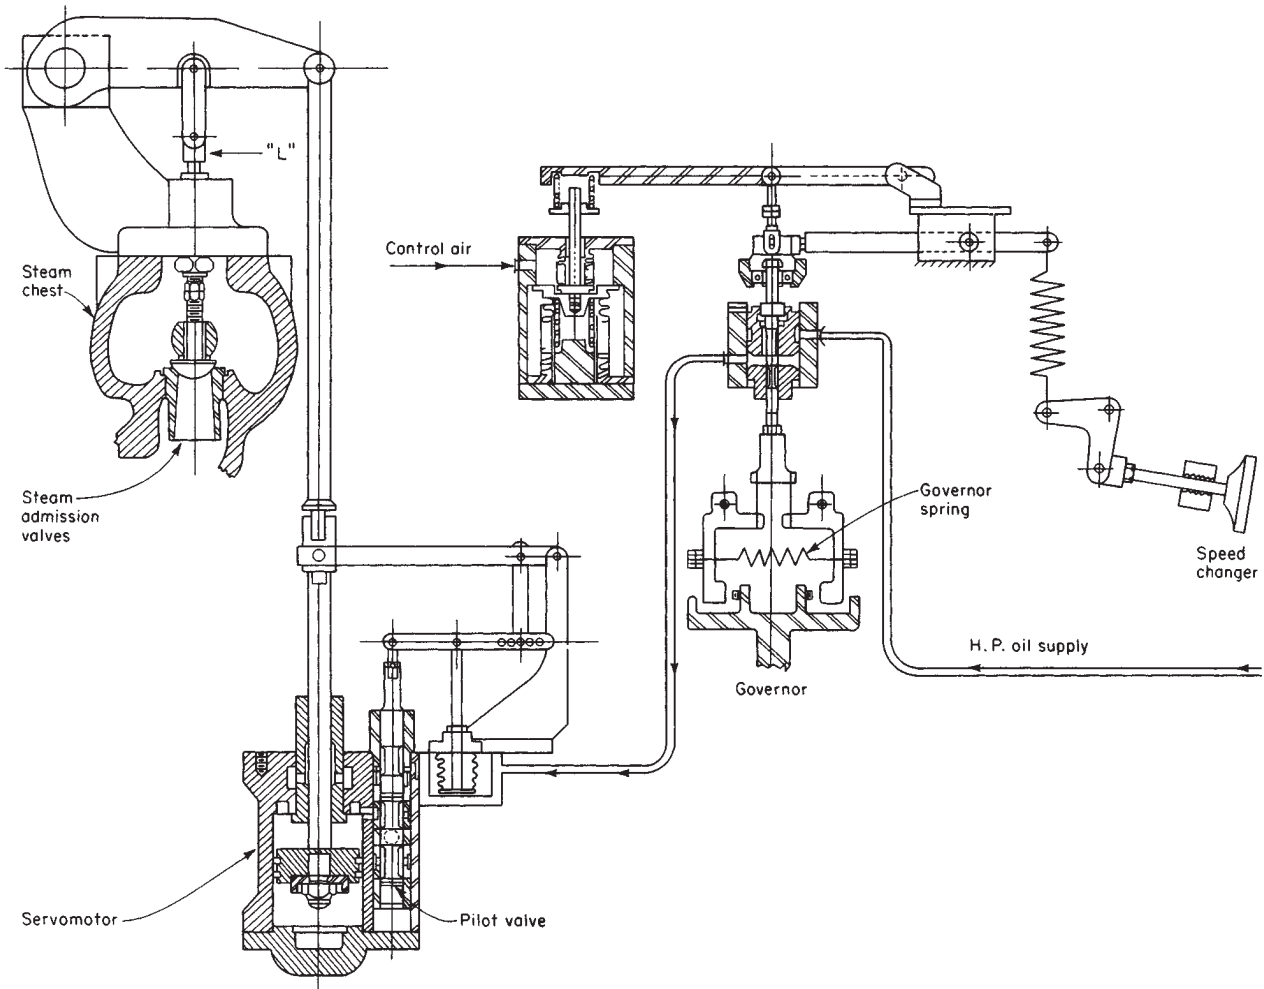 "L"
Control air
Steam
chest
Steam
admission
valves
Governor
spring
Speed
changer
H.P. oil supply
Governor
Servomotor
Pilot valve